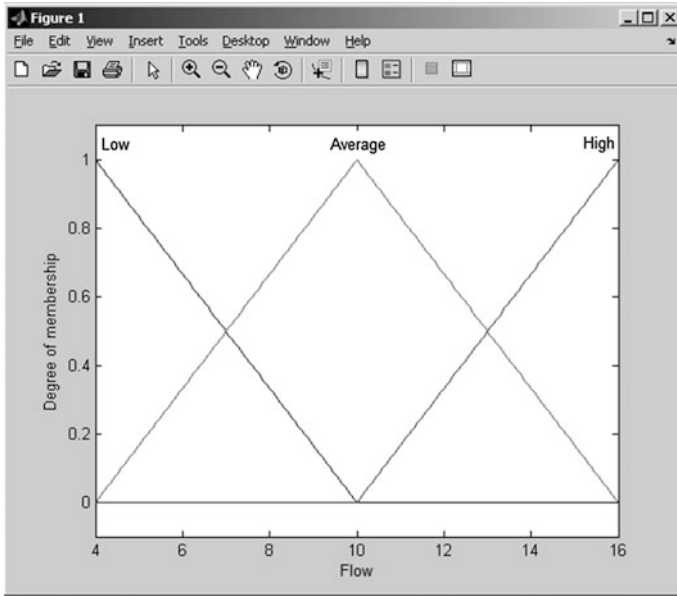 Figure 1
File Edit View Insert Tools Desktop Window Help
Low Average High
1
0.8
0.6
0.4
0.2
0
Degree of membership
4 6 8 10 12 14 16
Flow